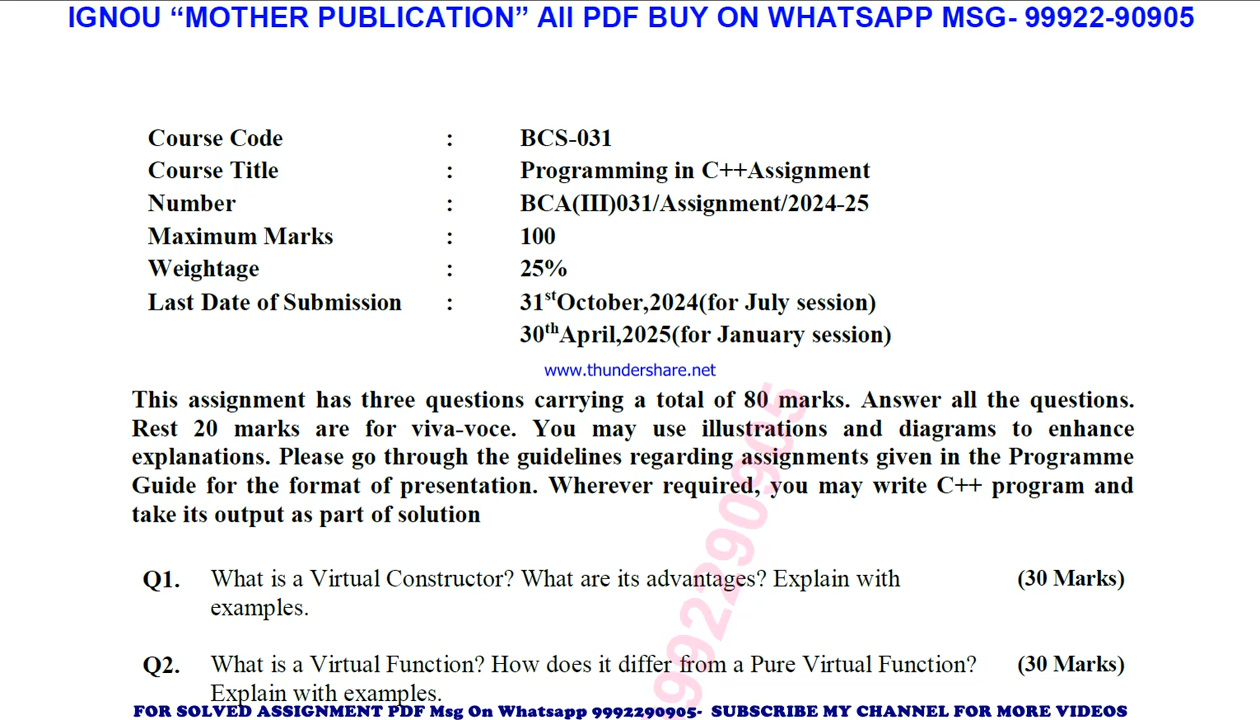 IGNOU “MOTHER PUBLICATION” All PDF BUY ON WHATSAPP MSG- 99922-90905
Course Code : BCS-031
Course Title : Programming in C++Assignment
Number : BCA(III)031/Assignment/2024-25
Maximum Marks : 100
Weightage : 25%
Last Date of Submission : 31stOctober,2024(for July session)
30thApril,2025(for January session)
www.thundershare.net
This assignment has three questions carrying a total of 80 marks. Answer all the questions.
Rest 20 marks are for viva-voce. You may use illustrations and diagrams to enhance
explanations. Please go through the guidelines regarding assignments given in the Programme
Guide for the format of presentation. Wherever required, you may write C++ program and
take its output as part of solution
Q1. What is a Virtual Constructor? What are its advantages? Explain with (30 Marks)
examples.
Q2. What is a Virtual Function? How does it differ from a Pure Virtual Function? (30 Marks)
Explain with examples.
992290905
FOR SOLVED ASSIGNMENT PDF Msg On Whatsapp 9992290905- SUBSCRIBE MY CHANNEL FOR MORE VIDEOS